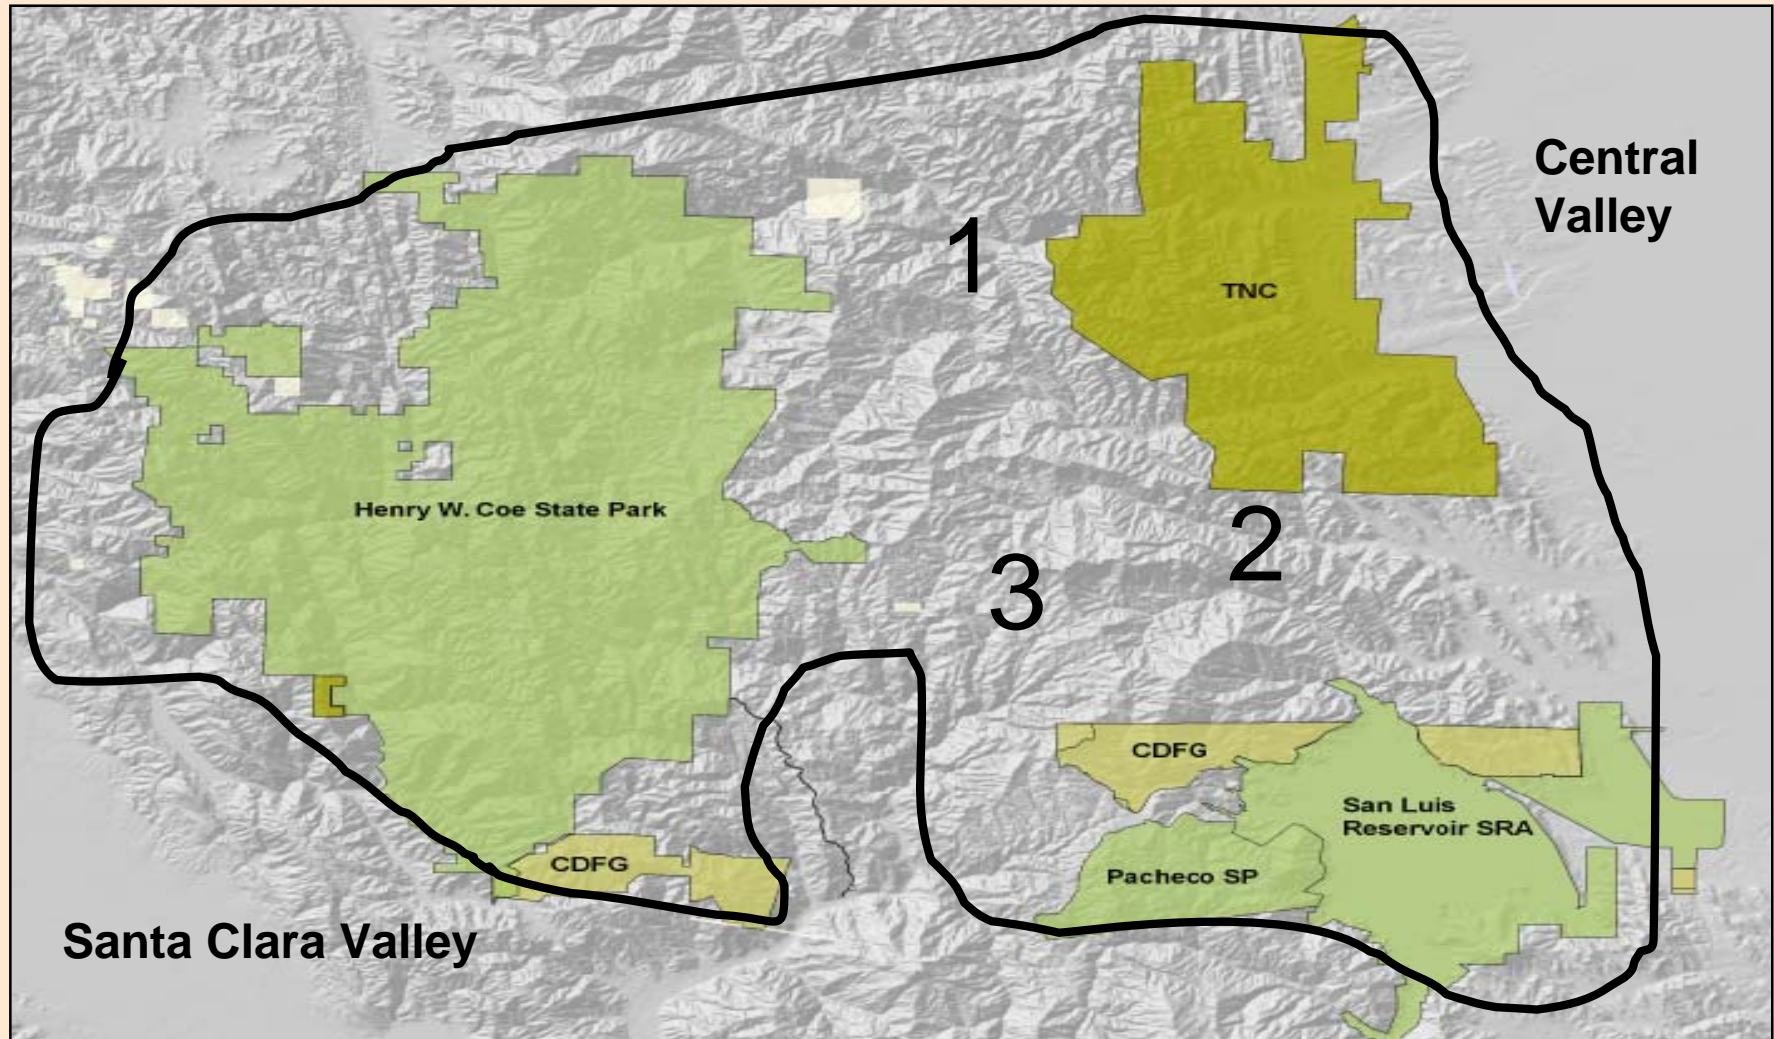 Central
Valley
1
TNC
Henry W. Coe State Park
2
3
CDFG
San Luis
Reservoir SRA
CDFG
Pacheco SP
Santa Clara Valley